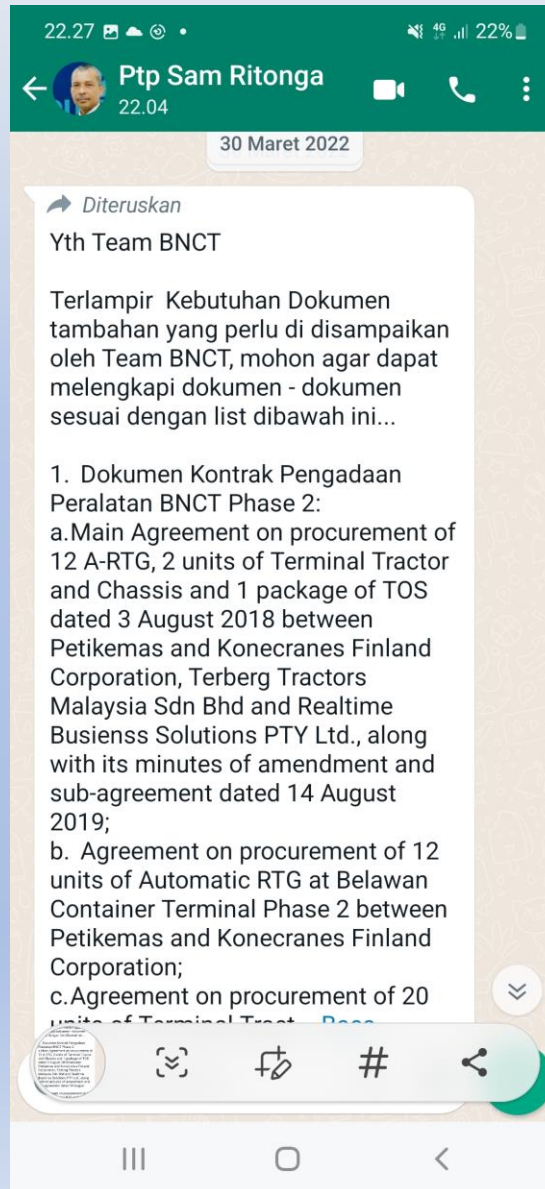 22.27
4G 22%
Ptp Sam Ritonga
22.04
30 Maret 2022
Diteruskan
Yth Team BNCT
Terlampir Kebutuhan Dokumen
tambahan yang perlu di disampaikan
oleh Team BNCT, mohon agar dapat
melengkapi dokumen - dokumen
sesuai dengan list dibawah ini...
1. Dokumen Kontrak Pengadaan
Peralatan BNCT Phase 2:
a.Main Agreement on procurement of
12 A-RTG, 2 units of Terminal Tractor
and Chassis and 1 package of TOS
dated 3 August 2018 between
Petikemas and Konecranes Finland
Corporation, Terberg Tractors
Malaysia Sdn Bhd and Realtime
Busienss Solutions PTY Ltd., along
with its minutes of amendment and
sub-agreement dated 14 August
2019;
b. Agreement on procurement of 12
units of Automatic RTG at Belawan
Container Terminal Phase 2 between
Petikemas and Konecranes Finland
Corporation;
c.Agreement on procurement of 20
units of Terminal Tract...